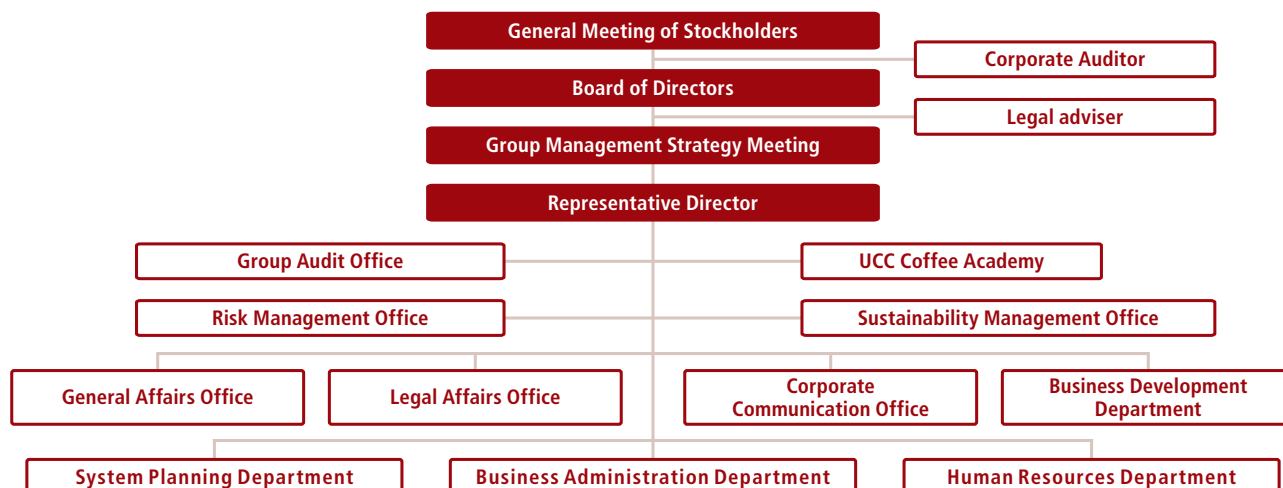 General Meeting of Stockholders
Corporate Auditor
Board of Directors
Legal adviser
Group Management Strategy Meeting
Representative Director
Group Audit Office
UCC Coffee Academy
Risk Management Office
Sustainability Management Office
General Affairs Office
Legal Affairs Office
Corporate
Communication Office
Business Development
Department
System Planning Department
Business Administration Department
Human Resources Department